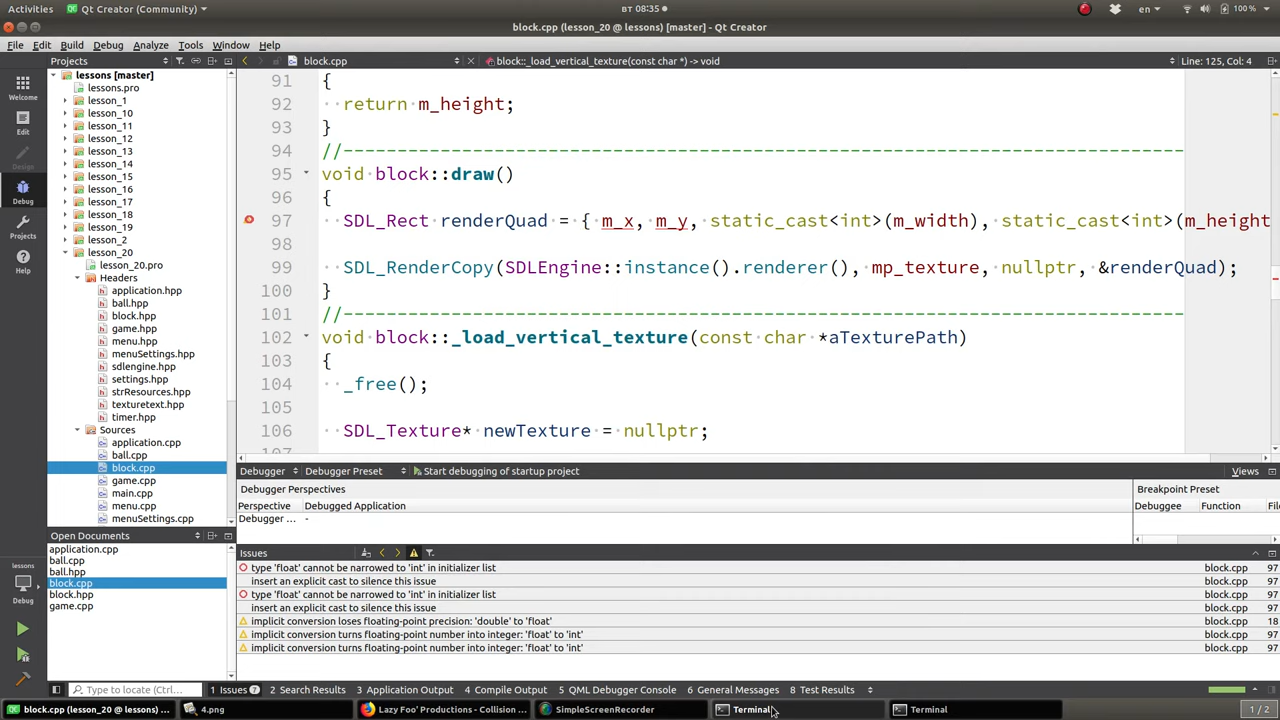 Activities Qt Creator (Community) вт 08:35 en 100 %
block.cpp (lesson_20 @ lessons) [master] - Qt Creator
File Edit Build Debug Analyze Tools Window Help
Projects block.cpp block::_load_vertical_texture(const char *) -> void Line: 125, Col: 4
Welcome
Edit
Design
Debug
Projects
Help
lessons
Debug
lessons [master]
lessons.pro
lesson_1
lesson_10
lesson_11
lesson_12
lesson_13
lesson_14
lesson_15
lesson_16
lesson_17
lesson_18
lesson_19
lesson_2
lesson_20
lesson_20.pro
Headers
application.hpp
ball.hpp
block.hpp
game.hpp
menu.hpp
menuSettings.hpp
sdlengine.hpp
settings.hpp
strResources.hpp
texturetext.hpp
timer.hpp
Sources
application.cpp
ball.cpp
block.cpp
game.cpp
main.cpp
menu.cpp
menuSettings.cpp
Open Documents
application.cpp
ball.cpp
ball.hpp
block.cpp
block.hpp
game.cpp
91 {
92 return m_height;
93 }
94 //--------------------------------------------------------------------------------
95 void block::draw()
96 {
97 SDL_Rect renderQuad = { m_x, m_y, static_cast<int>(m_width), static_cast<int>(m_height
98
99 SDL_RenderCopy(SDLEngine::instance().renderer(), mp_texture, nullptr, &renderQuad);
100 }
101 //--------------------------------------------------------------------------------
102 void block::_load_vertical_texture(const char *aTexturePath)
103 {
104 _free();
105
106 SDL_Texture* newTexture = nullptr;
107
Debugger Debugger Preset Start debugging of startup project Views
Debugger Perspectives Breakpoint Preset
Perspective Debugged Application Debuggee Function Fil
Debugger ... -
Issues
type 'float' cannot be narrowed to 'int' in initializer list block.cpp 97
insert an explicit cast to silence this issue block.cpp 97
type 'float' cannot be narrowed to 'int' in initializer list block.cpp 97
insert an explicit cast to silence this issue block.cpp 97
implicit conversion loses floating-point precision: 'double' to 'float' block.cpp 18
implicit conversion turns floating-point number into integer: 'float' to 'int' block.cpp 97
implicit conversion turns floating-point number into integer: 'float' to 'int' block.cpp 97
Type to locate (Ctrl+... 1 Issues 7 2 Search Results 3 Application Output 4 Compile Output 5 QML Debugger Console 6 General Messages 8 Test Results
block.cpp (lesson_20 @ lessons) ... 4.png Lazy Foo' Productions - Collision ... SimpleScreenRecorder Terminal Terminal 1 / 2